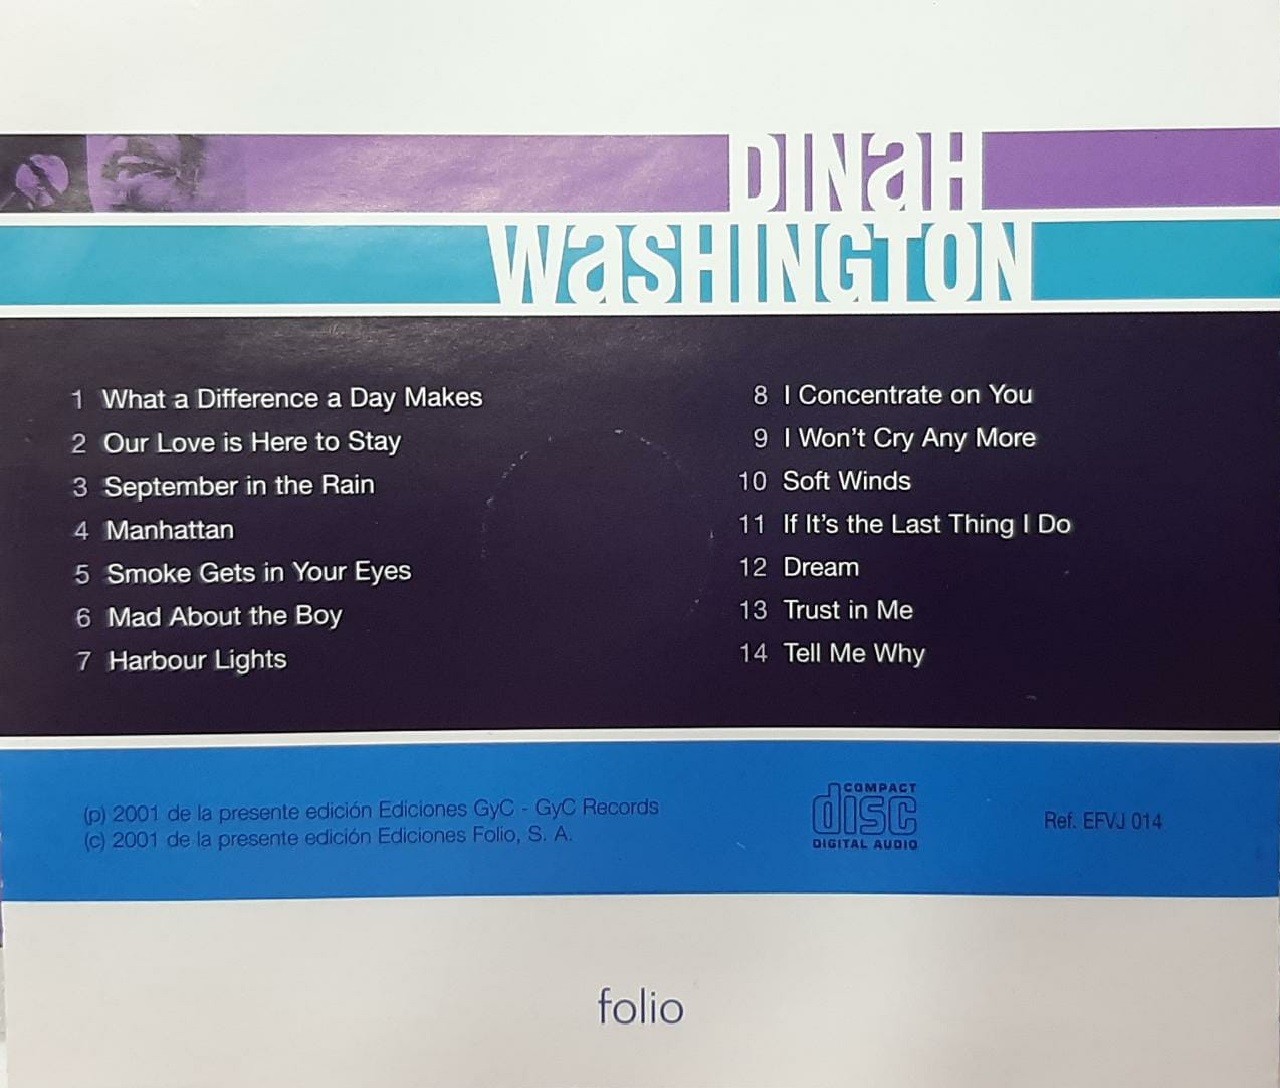 DINaH
WasHINGTON
1 What a Difference a Day Makes
2 Our Love is Here to Stay
3 September in the Rain
4 Manhattan
5 Smoke Gets in Your Eyes
6 Mad About the Boy
7 Harbour Lights
8 I Concentrate on You
9 I Won't Cry Any More
10 Soft Winds
11 If It's the Last Thing I Do
12 Dream
13 Trust in Me
14 Tell Me Why
(p) 2001 de la presente edición Ediciones GyC - GyC Records
(c) 2001 de la presente edición Ediciones Folio, S. A.
COMPACT
disc
DIGITAL AUDIO
Ref. EFVJ 014
folio